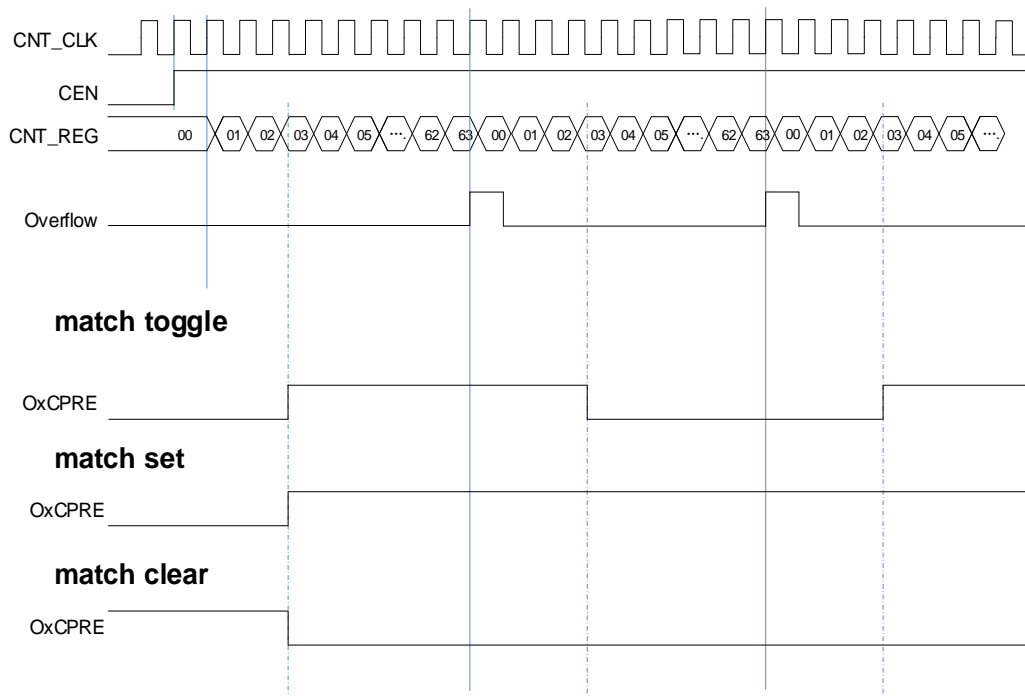 CNT_CLK
CEN
CNT_REG 00 01 02 03 04 05 ···. 62 63 00 01 02 03 04 05 ···. 62 63 00 01 02 03 04 05 ···.
Overflow
match toggle
OxCPRE
match set
OxCPRE
match clear
OxCPRE